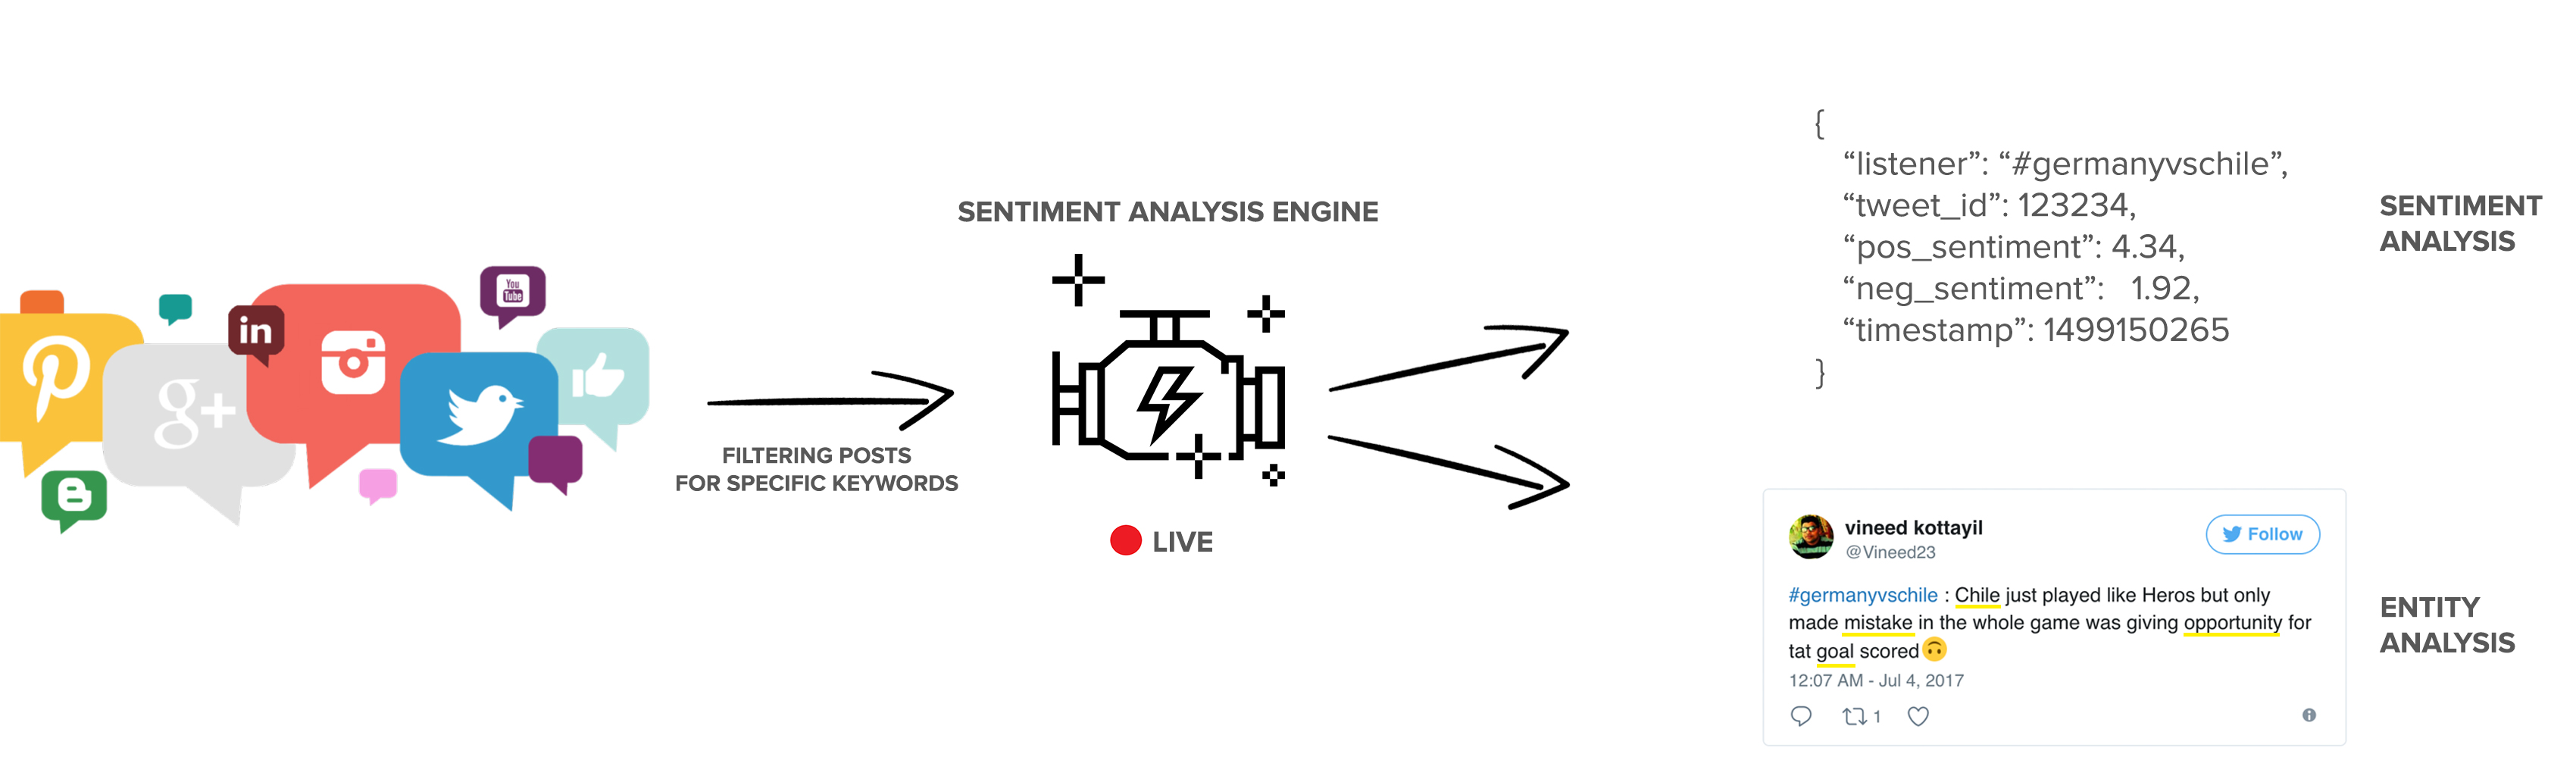 You
Tube
in
g+
FILTERING POSTS
FOR SPECIFIC KEYWORDS
SENTIMENT ANALYSIS ENGINE
LIVE
{
“listener”: “#germanyvschile”,
“tweet_id”: 123234,
“pos_sentiment”: 4.34,
“neg_sentiment”: 1.92,
“timestamp”: 1499150265
}
SENTIMENT
ANALYSIS
vineed kottayil
@Vineed23
Follow
#germanyvschile : Chile just played like Heros but only
made mistake in the whole game was giving opportunity for
tat goal scored🙃
12:07 AM - Jul 4, 2017
1
ENTITY
ANALYSIS